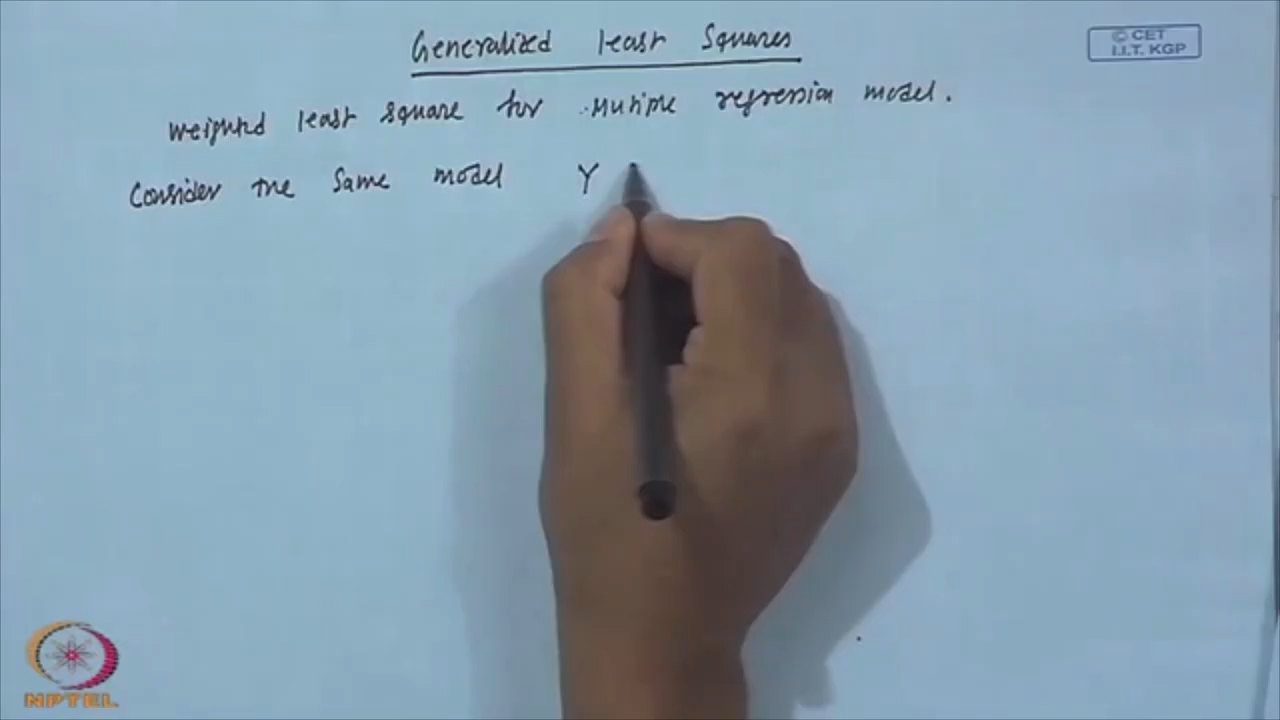 Generalized least Squares
© CET
I.I.T. KGP
Weighted least square for Multiple regression model.
Consider the same model Y
NPTEL